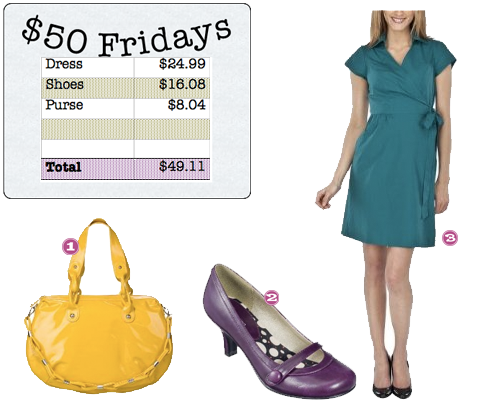 $50 Fridays
Dress $24.99
Shoes $16.08
Purse $8.04
Total $49.11
1
2
3